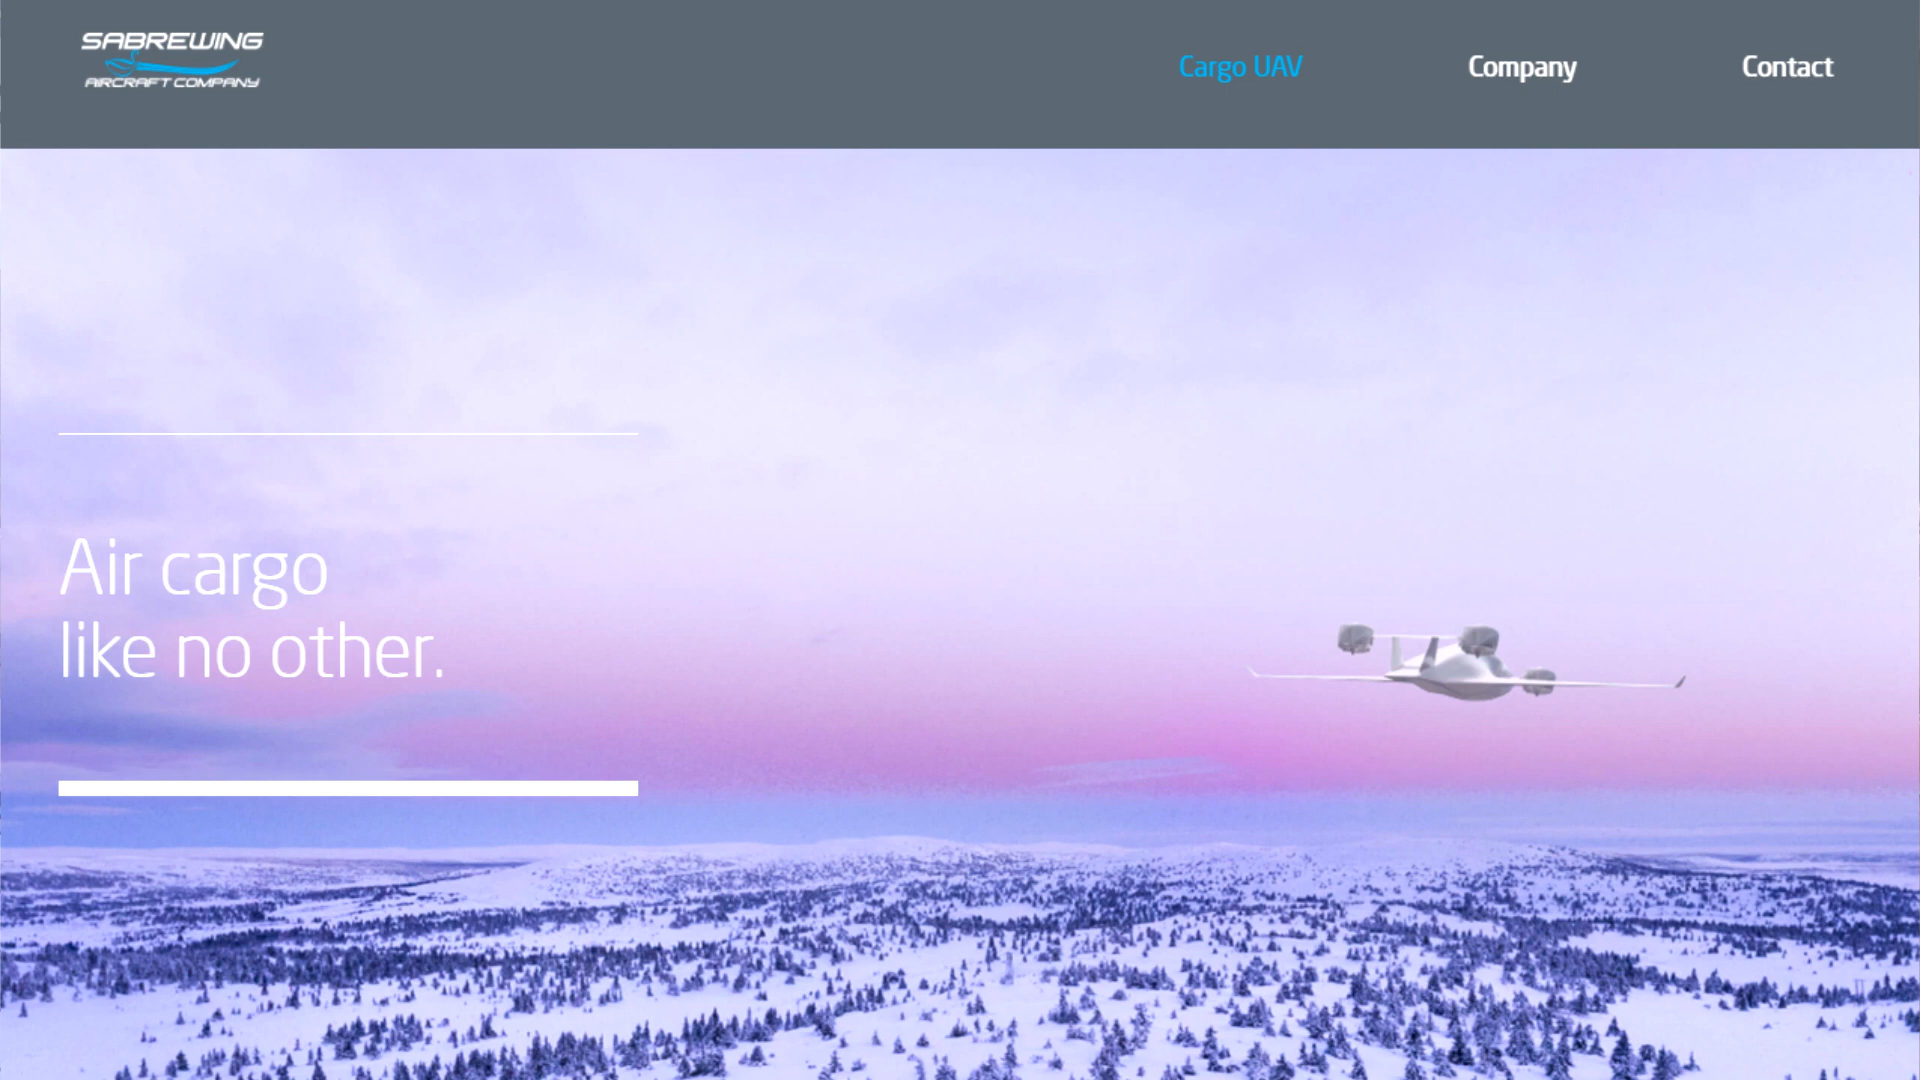 SABREWING
AIRCRAFT COMPANY
Cargo UAV
Company
Contact
Air cargo
like no other.